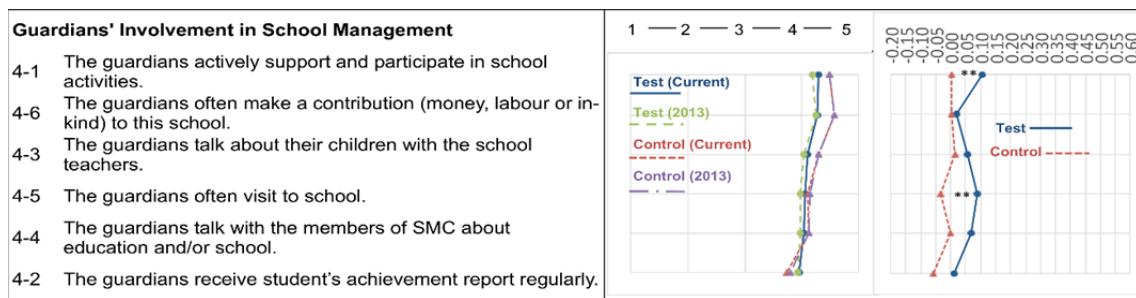 Guardians' Involvement in School Management
4-1 The guardians actively support and participate in school
activities.
4-6 The guardians often make a contribution (money, labour or in-
kind) to this school.
4-3 The guardians talk about their children with the school
teachers.
4-5 The guardians often visit to school.
4-4 The guardians talk with the members of SMC about
education and/or school.
4-2 The guardians receive student's achievement report regularly.
1 — 2 — 3 — 4 — 5
Test (Current)
Test (2013)
Control (Current)
Control (2013)
-0.20 -0.15 -0.10 -0.05 0.00 0.05 0.10 0.15 0.20 0.25 0.30 0.35 0.40 0.45 0.50 0.55 0.60
**
Test
Control
**